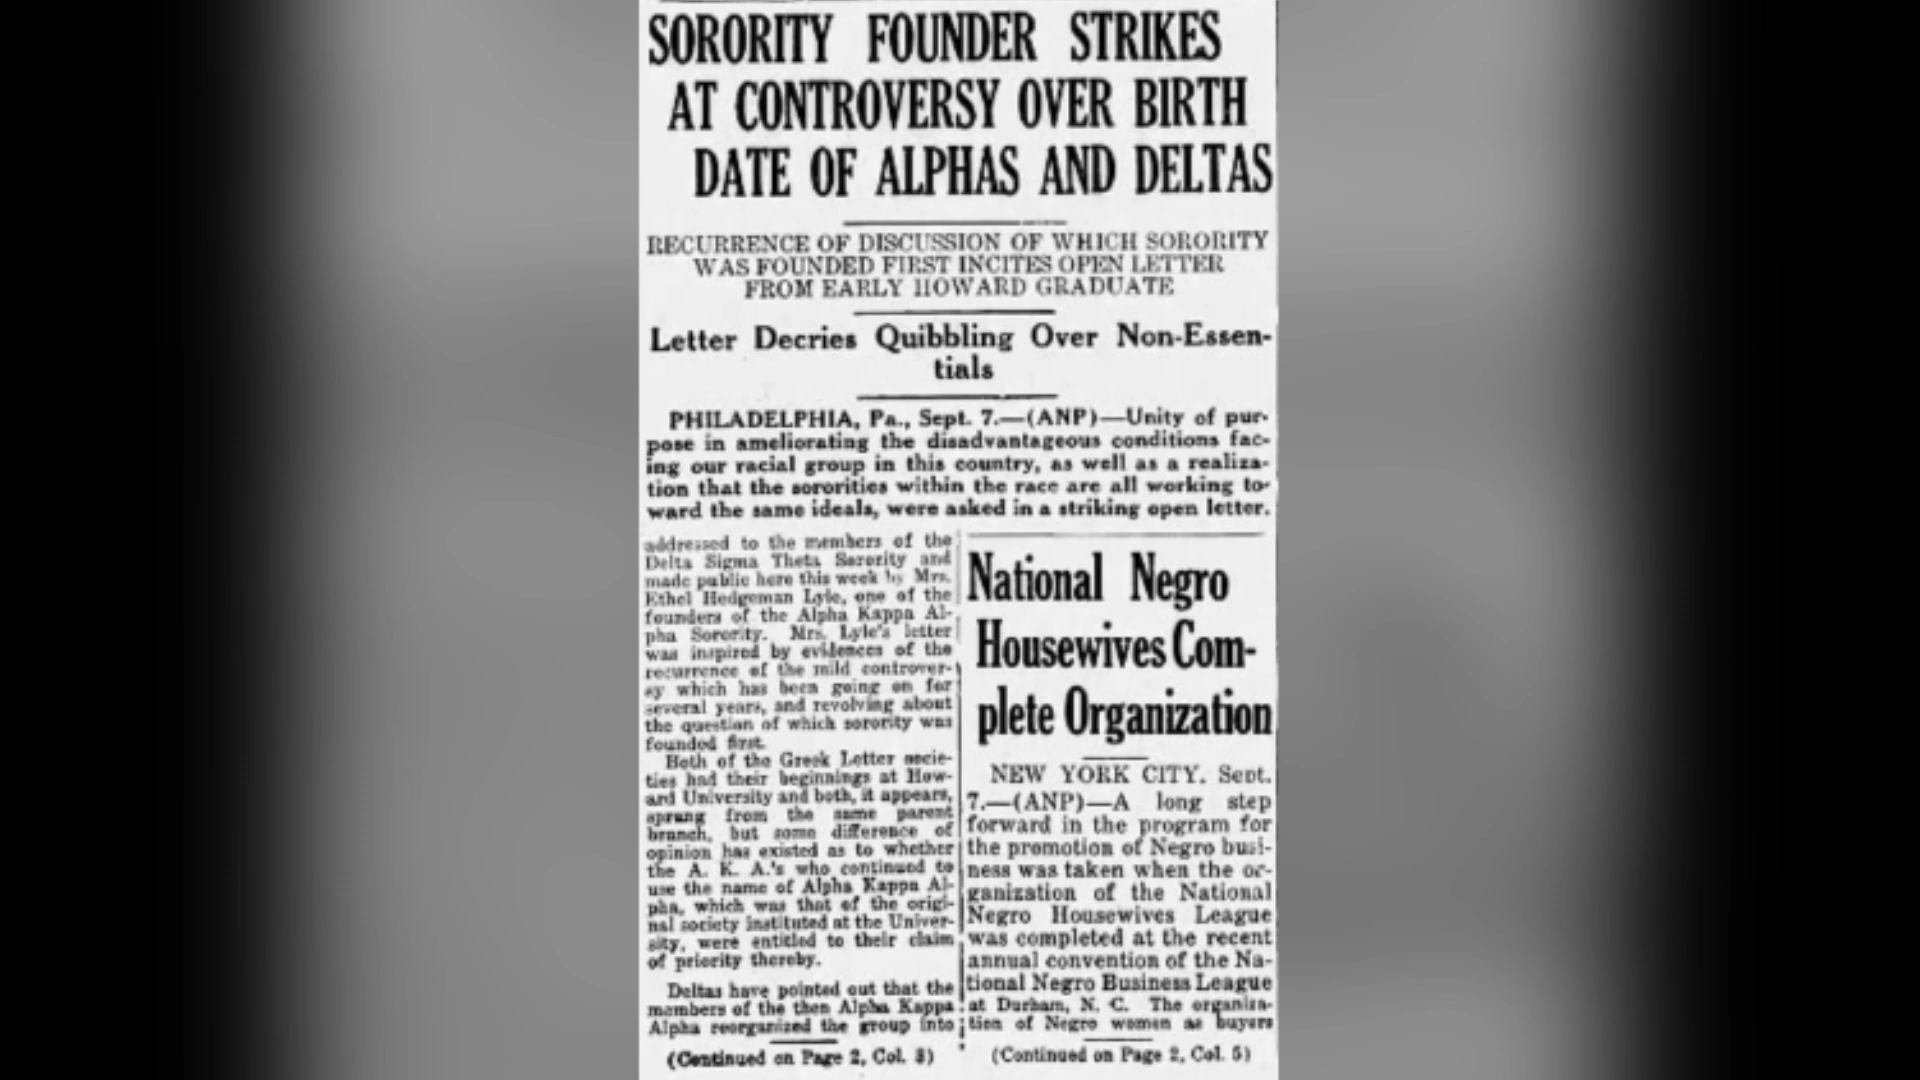 SORORITY FOUNDER STRIKES
AT CONTROVERSY OVER BIRTH
DATE OF ALPHAS AND DELTAS
RECURRENCE OF DISCUSSION OF WHICH SORORITY
WAS FOUNDED FIRST INCITES OPEN LETTER
FROM EARLY HOWARD GRADUATE
Letter Decries Quibbling Over Non-Essen-
tials
PHILADELPHIA, Pa., Sept. 7.—(ANP)—Unity of pur-
pose in ameliorating the disadvantageous conditions fac-
ing our racial group in this country, as well as a realiza-
tion that the sororities within the race are all working to-
ward the same ideals, were asked in a striking open letter.
addressed to the members of the
Delta Sigma Theta Sorority and
made public here this week by Mrs.
Ethel Hedgeman Lyle, one of the
founders of the Alpha Kappa Al-
pha Sorority. Mrs. Lyle's letter
was inspired by evidences of the
recurrence of the mild controver-
sy which has been going on for
several years, and revolving about
the question of which sorority was
founded first.
Both of the Greek Letter socie-
ties had their beginnings at How-
ard University and both, it appears,
sprung from the same parent
branch, but some difference of
opinion has existed as to whether
the A. K. A.'s who continued to
use the name of Alpha Kappa Al-
pha, which was that of the origi-
nal society instituted at the Univer-
sity, were entitled to their claim
of priority thereby.
Deltas have pointed out that the
members of the then Alpha Kappa
Alpha reorganized the group into
(Continued on Page 2, Col. 3)
National Negro
Housewives Com-
plete Organization
NEW YORK CITY, Sept.
7.—(ANP)—A long step
forward in the program for
the promotion of Negro busi-
ness was taken when the or-
ganization of the National
Negro Housewives League
was completed at the recent
annual convention of the Na-
tional Negro Business League
at Durham, N. C. The organiza-
tion of Negro women as buyers
(Continued on Page 2, Col. 5)